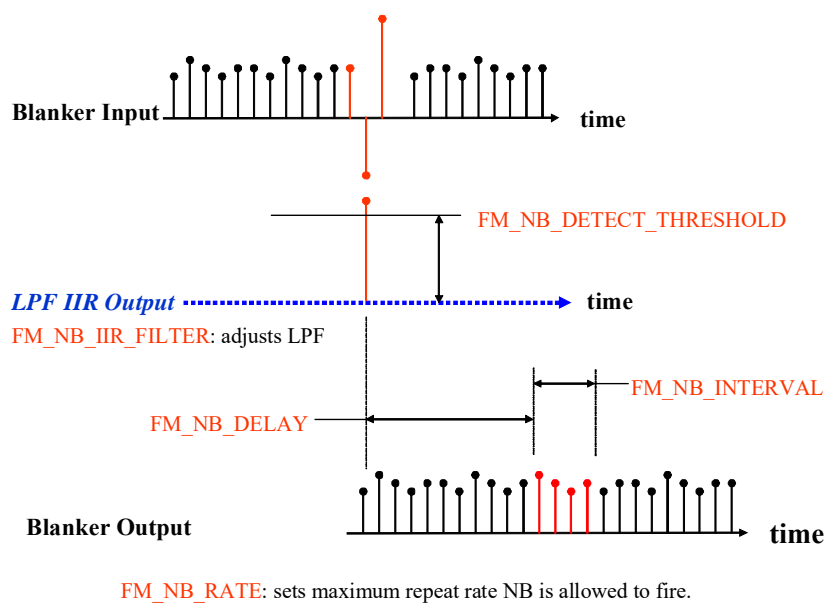 Blanker Input
time
FM_NB_DETECT_THRESHOLD
LPF IIR Output
time
FM_NB_IIR_FILTER: adjusts LPF
FM_NB_INTERVAL
FM_NB_DELAY
Blanker Output
time
FM_NB_RATE: sets maximum repeat rate NB is allowed to fire.